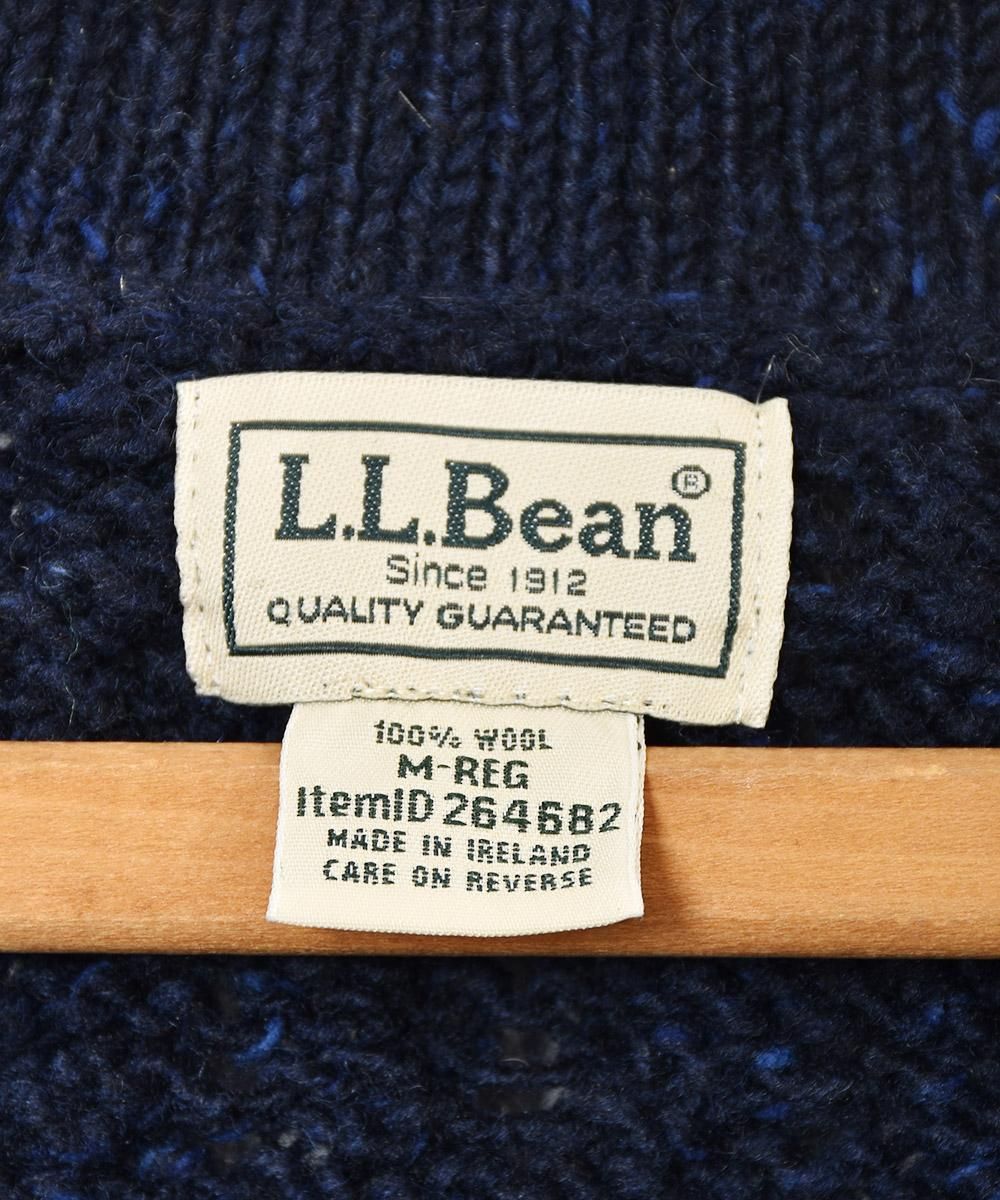 L.L.Bean®
Since 1912
QUALITY GUARANTEED
100% WOOL
M-REG
ItemID 264682
MADE IN IRELAND
CARE ON REVERSE